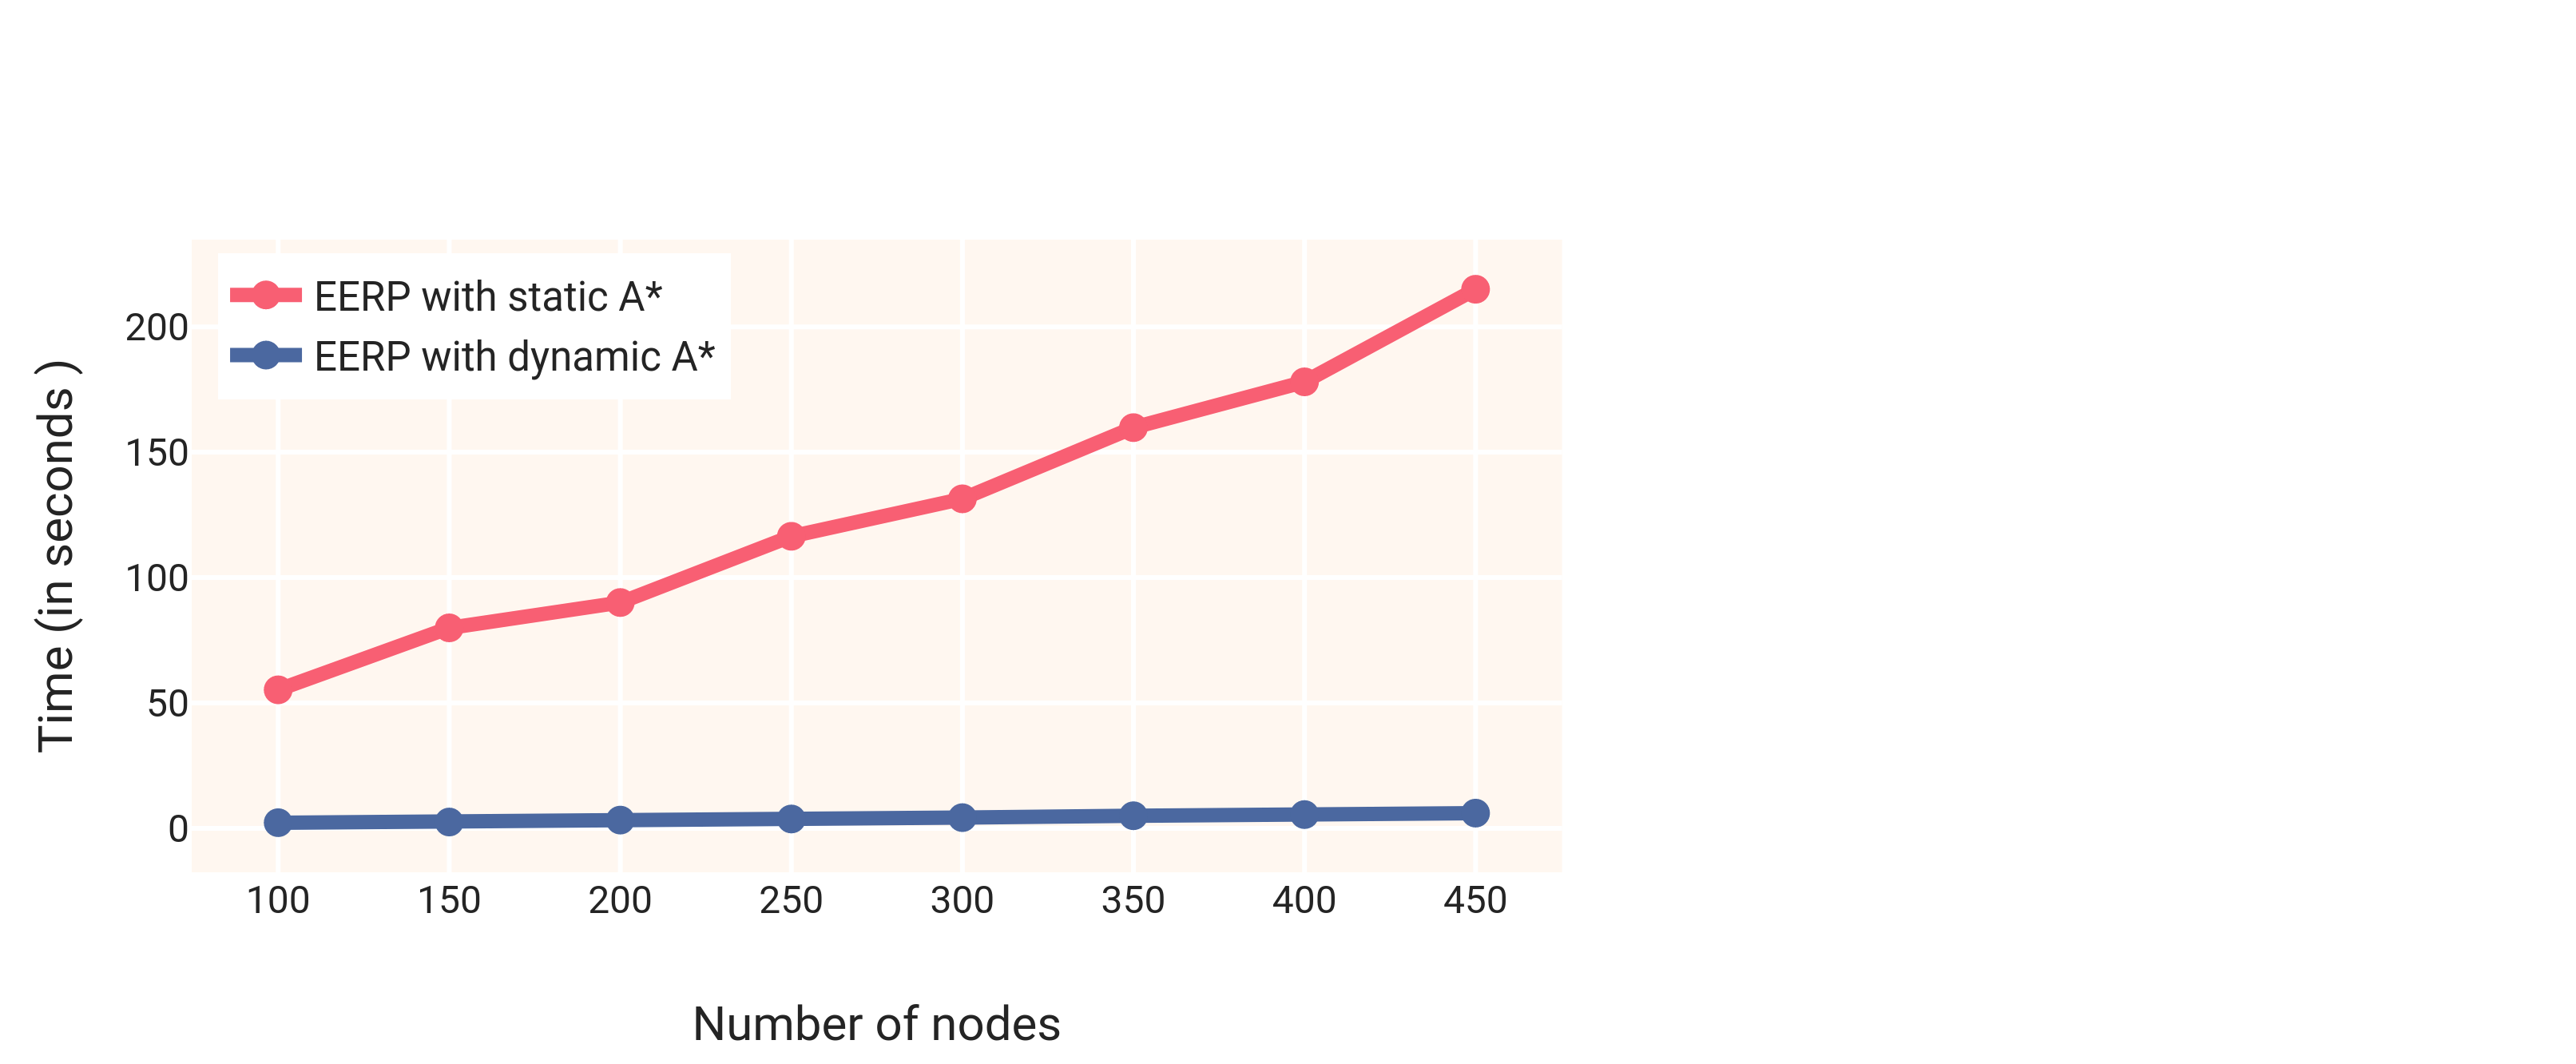 EERP with static A*
EERP with dynamic A*
Time (in seconds )
200
150
100
50
0
100 150 200 250 300 350 400 450
Number of nodes